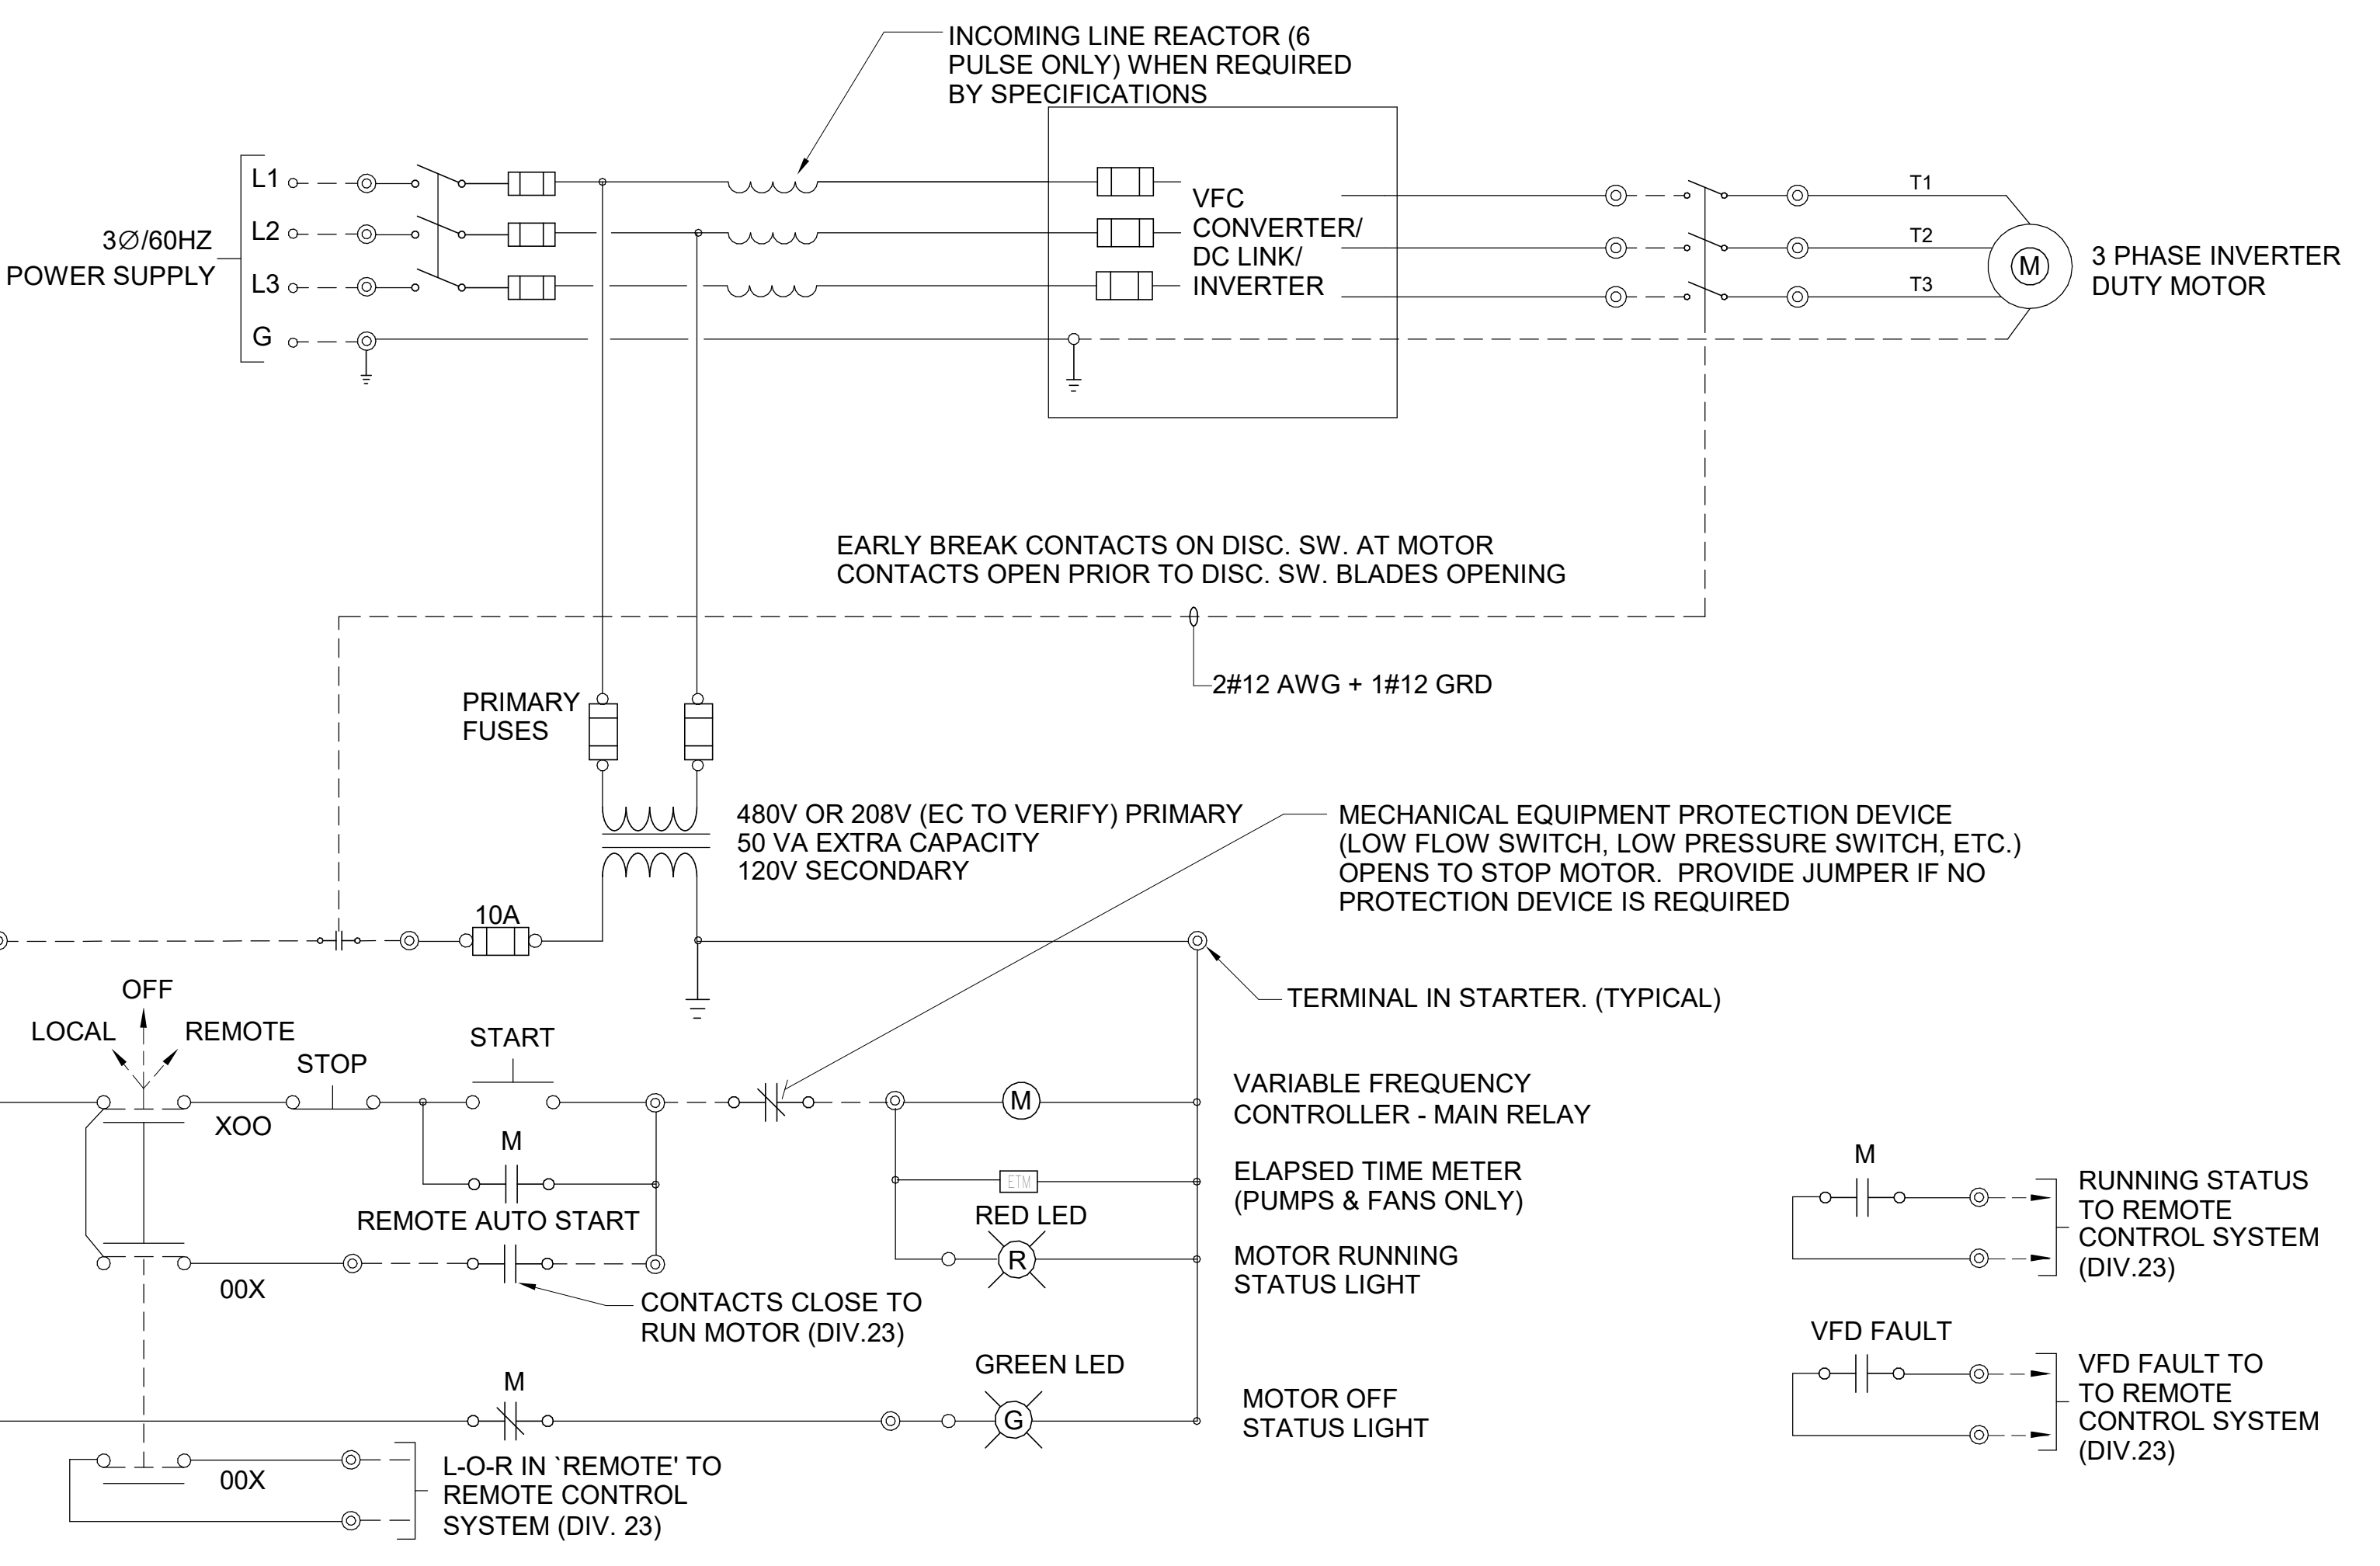 INCOMING LINE REACTOR (6
PULSE ONLY) WHEN REQUIRED
BY SPECIFICATIONS
3Ø/60HZ
POWER SUPPLY
L1
L2
L3
G
VFC
CONVERTER/
DC LINK/
INVERTER
T1
T2
T3
M
3 PHASE INVERTER
DUTY MOTOR
EARLY BREAK CONTACTS ON DISC. SW. AT MOTOR
CONTACTS OPEN PRIOR TO DISC. SW. BLADES OPENING
2#12 AWG + 1#12 GRD
PRIMARY
FUSES
480V OR 208V (EC TO VERIFY) PRIMARY
50 VA EXTRA CAPACITY
120V SECONDARY
MECHANICAL EQUIPMENT PROTECTION DEVICE
(LOW FLOW SWITCH, LOW PRESSURE SWITCH, ETC.)
OPENS TO STOP MOTOR. PROVIDE JUMPER IF NO
PROTECTION DEVICE IS REQUIRED
10A
TERMINAL IN STARTER. (TYPICAL)
OFF
LOCAL
REMOTE
STOP
START
XOO
M
M
VARIABLE FREQUENCY
CONTROLLER - MAIN RELAY
ETM
ELAPSED TIME METER
(PUMPS & FANS ONLY)
REMOTE AUTO START
RED LED
R
MOTOR RUNNING
STATUS LIGHT
00X
CONTACTS CLOSE TO
RUN MOTOR (DIV.23)
M
GREEN LED
G
MOTOR OFF
STATUS LIGHT
00X
L-O-R IN `REMOTE' TO
REMOTE CONTROL
SYSTEM (DIV. 23)
M
RUNNING STATUS
TO REMOTE
CONTROL SYSTEM
(DIV.23)
VFD FAULT
VFD FAULT TO
TO REMOTE
CONTROL SYSTEM
(DIV.23)